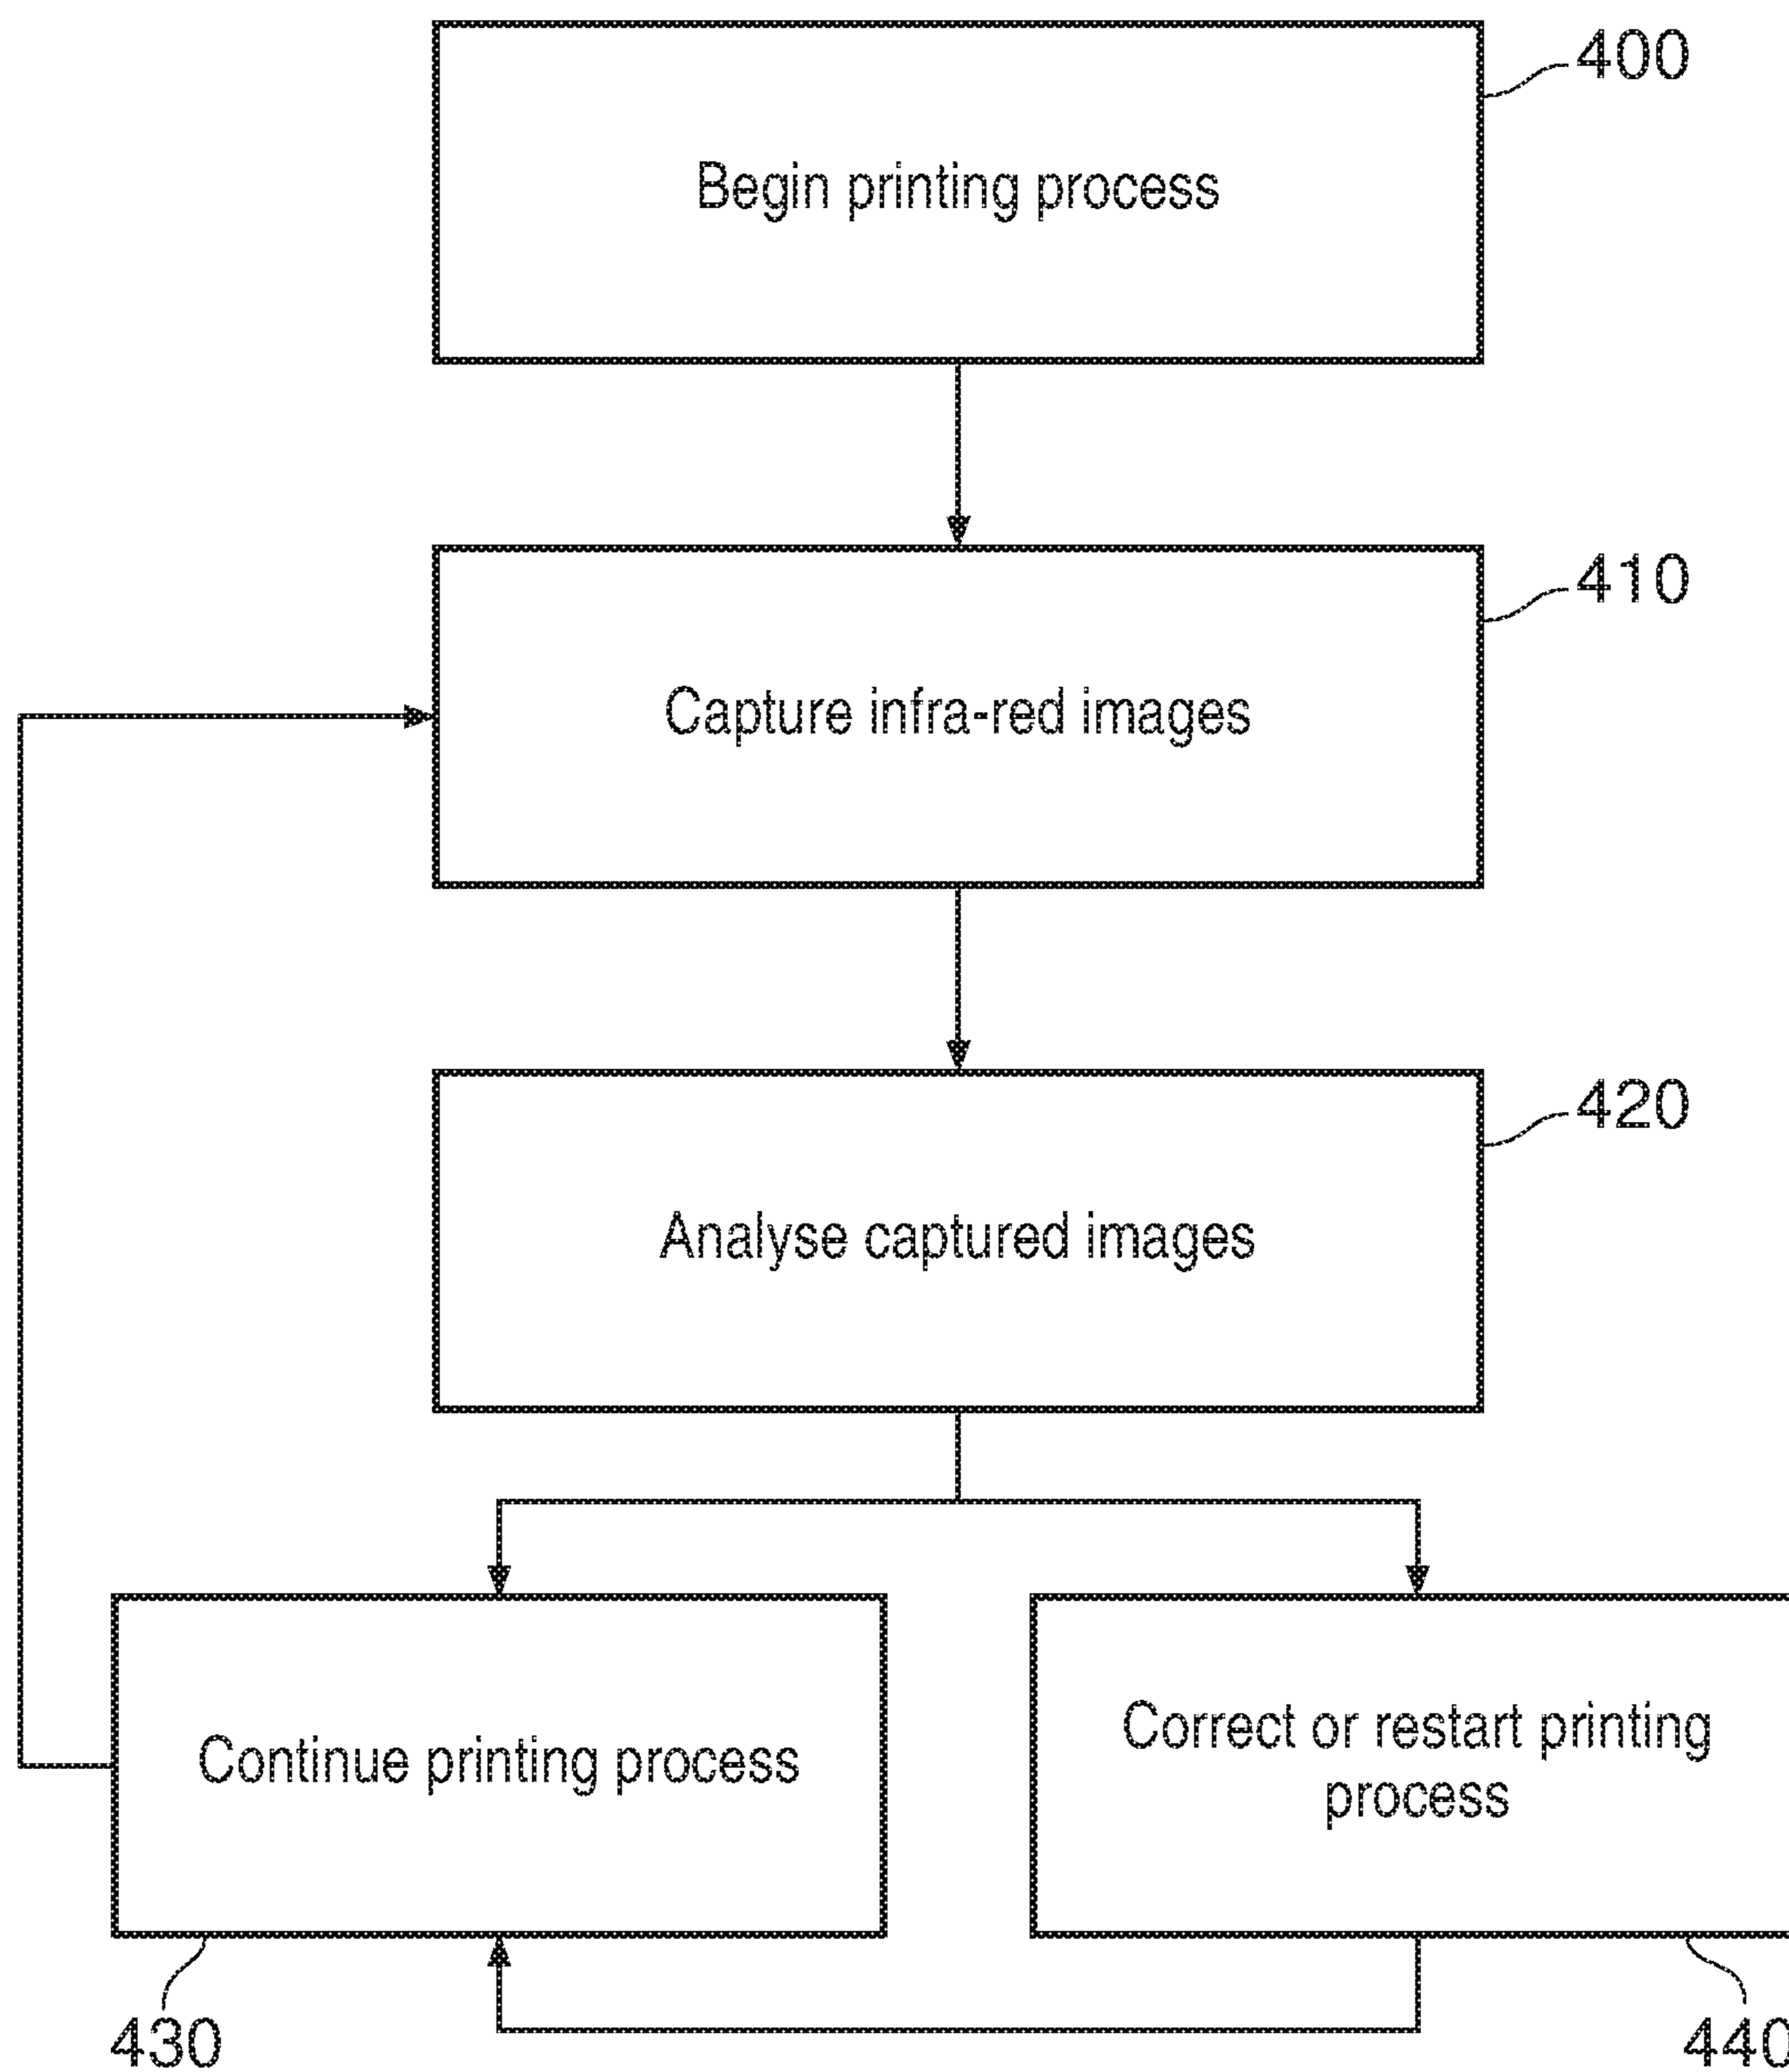 400
Begin printing process
410
Capture infra-red images
420
Analyse captured images
Continue printing process
Correct or restart printing
process
430
440